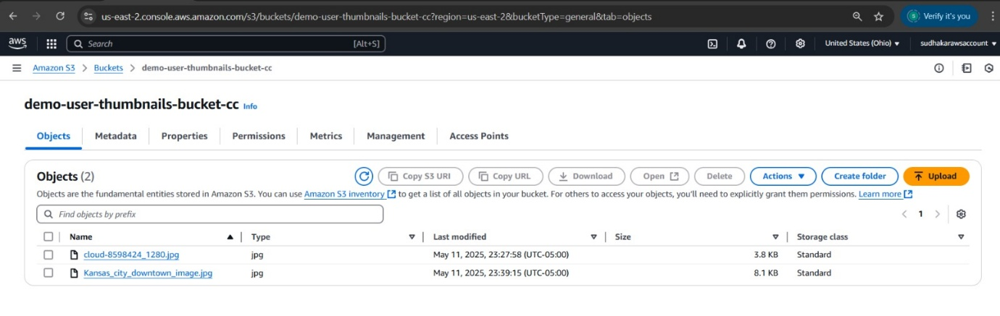 us-east-2.console.aws.amazon.com/s3/buckets/demo-user-thumbnails-bucket-cc?region=us-east-2&bucketType=general&tab=objects
S Verify it's you
aws Search [Alt+S] United States (Ohio) sudhakarawsaccount
Amazon S3 > Buckets > demo-user-thumbnails-bucket-cc
demo-user-thumbnails-bucket-cc Info
Objects Metadata Properties Permissions Metrics Management Access Points
Objects (2) Copy S3 URI Copy URL Download Open Delete Actions Create folder Upload
Objects are the fundamental entities stored in Amazon S3. You can use Amazon S3 inventory to get a list of all objects in your bucket. For others to access your objects, you'll need to explicitly grant them permissions. Learn more
Find objects by prefix < 1 >
Name Type Last modified Size Storage class
cloud-8598424_1280.jpg jpg May 11, 2025, 23:27:58 (UTC-05:00) 3.8 KB Standard
Kansas_city_downtown_image.jpg jpg May 11, 2025, 23:39:15 (UTC-05:00) 8.1 KB Standard